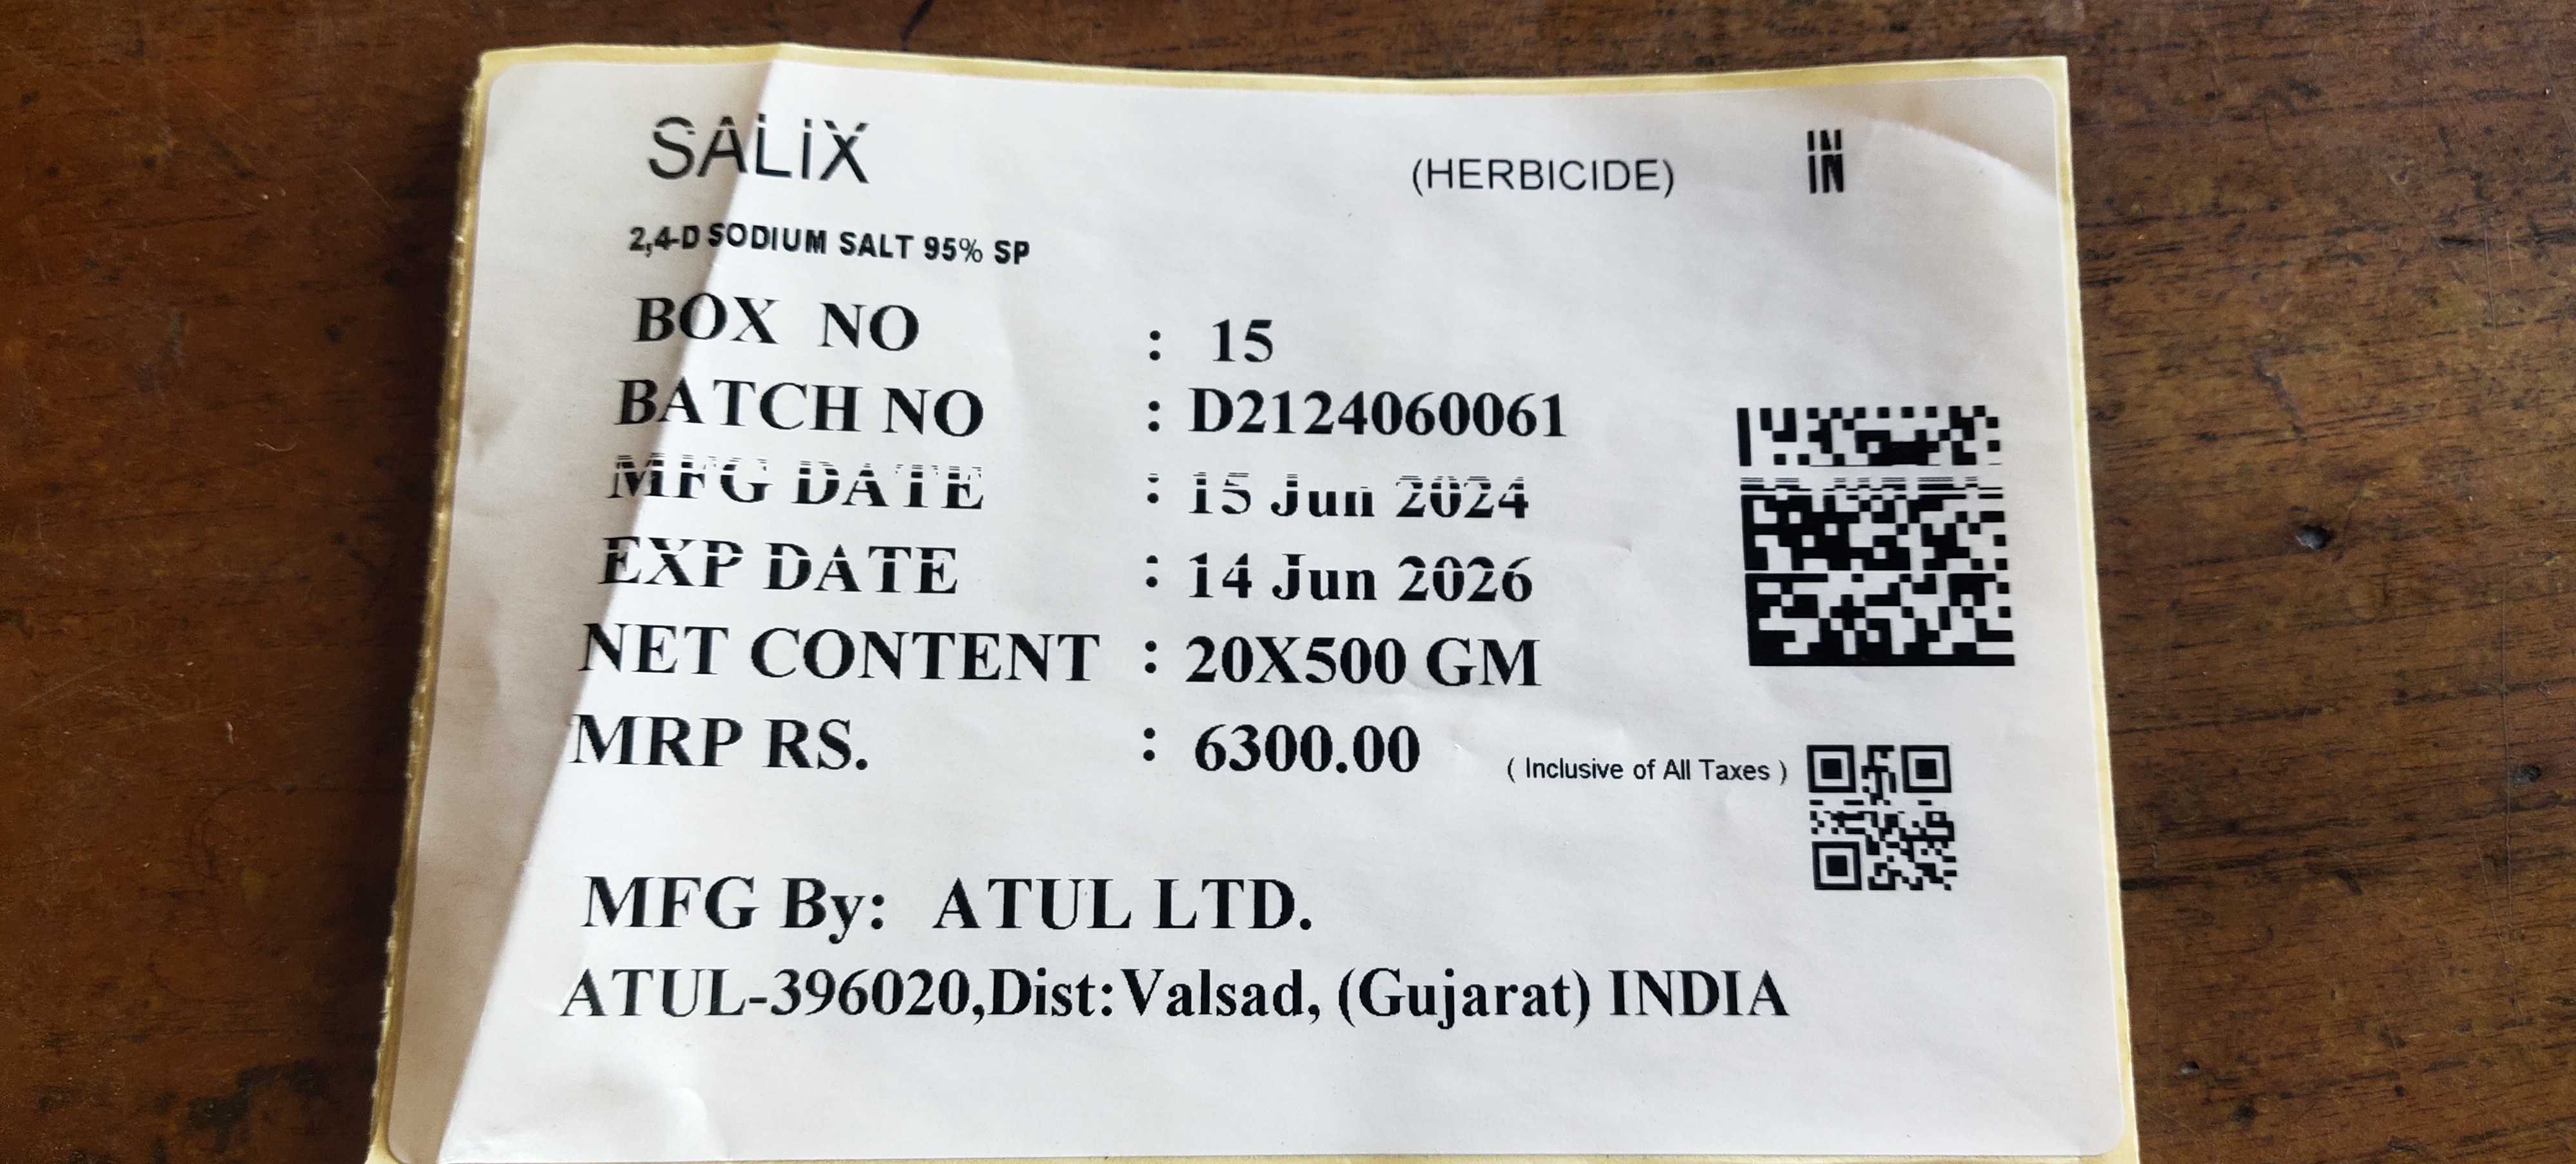 SALiX (HERBICIDE) IN
2,4-D SODIUM SALT 95% SP
BOX NO : 15
BATCH NO : D2124060061
MFG DATE : 15 Jun 2024
EXP DATE : 14 Jun 2026
NET CONTENT : 20X500 GM
MRP RS. : 6300.00 ( Inclusive of All Taxes )
MFG By: ATUL LTD.
ATUL-396020,Dist:Valsad, (Gujarat) INDIA